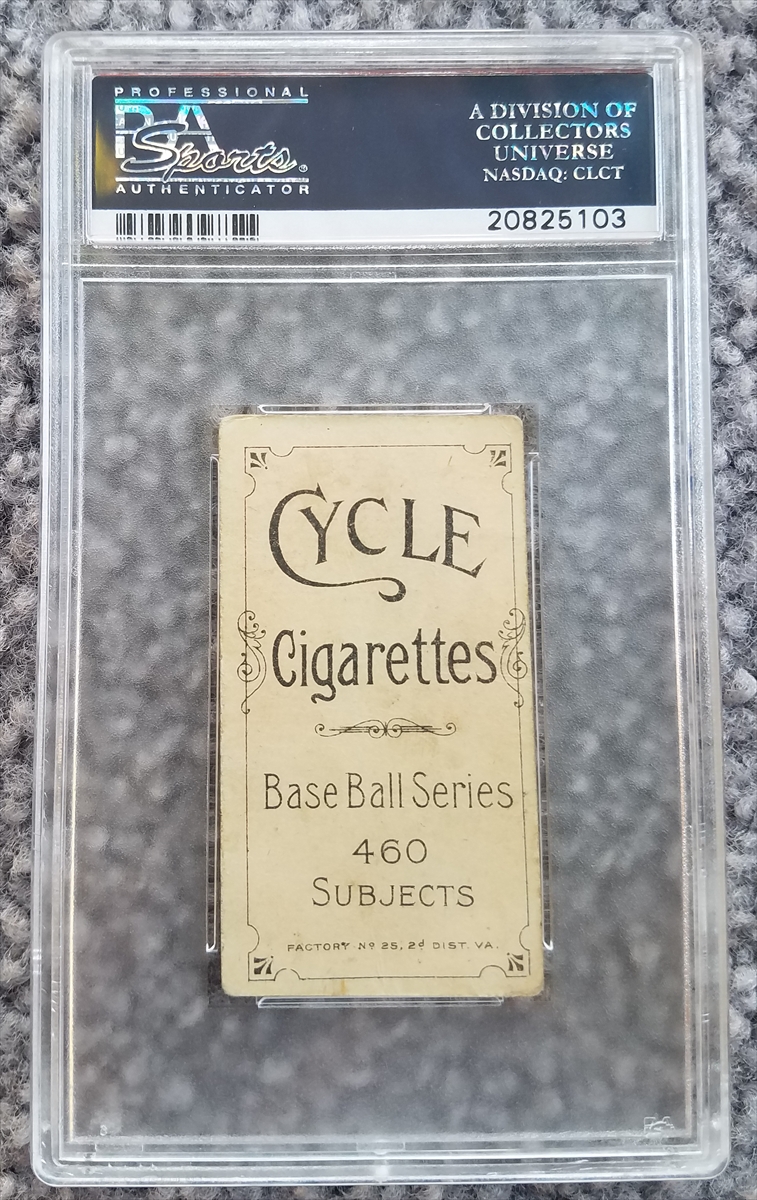 PROFESSIONAL
PSA
Sports®
AUTHENTICATOR
A DIVISION OF
COLLECTORS
UNIVERSE
NASDAQ: CLCT
20825103
CYCLE
Cigarettes
Base Ball Series
460
SUBJECTS
FACTORY Nº 25, 2d DIST. VA.